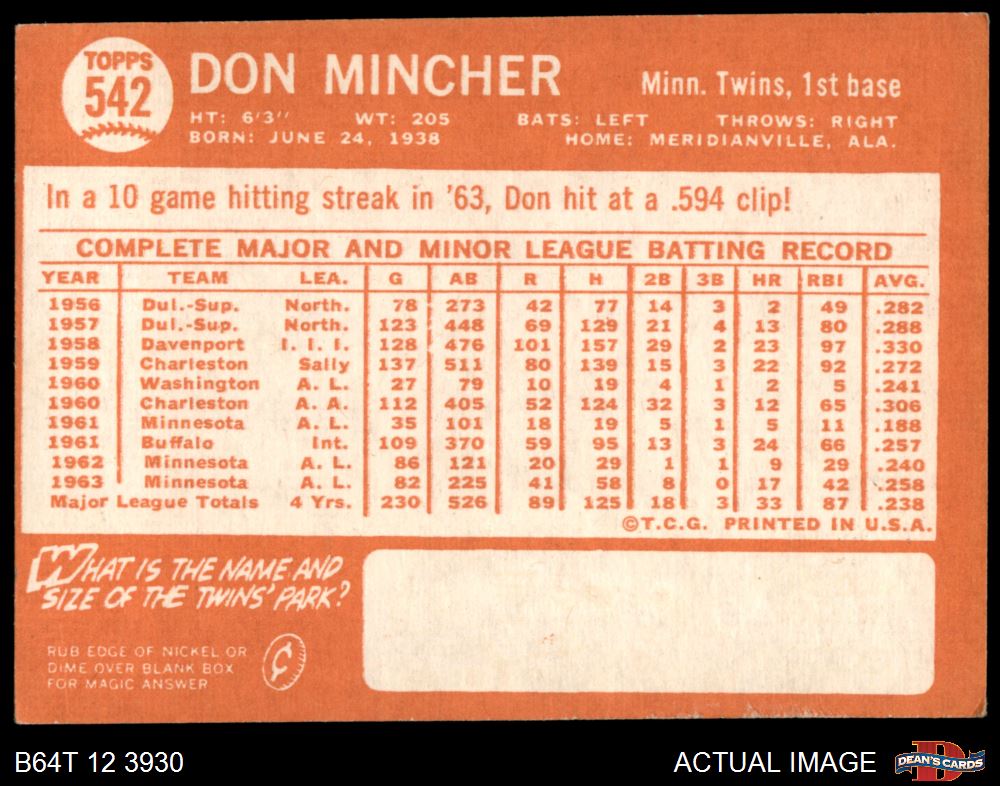 TOPPS
542
DON MINCHER
Minn. Twins, 1st base
HT: 6'3" WT: 205 BATS: LEFT THROWS: RIGHT
BORN: JUNE 24, 1938 HOME: MERIDIANVILLE, ALA.
In a 10 game hitting streak in '63, Don hit at a .594 clip!
COMPLETE MAJOR AND MINOR LEAGUE BATTING RECORD
YEAR TEAM LEA. G AB R H 2B 3B HR RBI AVG.
1956 Dul.-Sup. North. 78 273 42 77 14 3 2 49 .282
1957 Dul.-Sup. North. 123 448 69 129 21 4 13 80 .288
1958 Davenport I. I. I. 128 476 101 157 29 2 23 97 .330
1959 Charleston Sally 137 511 80 139 15 3 22 92 .272
1960 Washington A. L. 27 79 10 19 4 1 2 5 .241
1960 Charleston A. A. 112 405 52 124 32 3 12 65 .306
1961 Minnesota A. L. 35 101 18 19 5 1 5 11 .188
1961 Buffalo Int. 109 370 59 95 13 3 24 66 .257
1962 Minnesota A. L. 86 121 20 29 1 1 9 29 .240
1963 Minnesota A. L. 82 225 41 58 8 0 17 42 .258
Major League Totals 4 Yrs. 230 526 89 125 18 3 33 87 .238
©T.C.G. PRINTED IN U.S.A.
WHAT IS THE NAME AND
SIZE OF THE TWINS' PARK?
RUB EDGE OF NICKEL OR
DIME OVER BLANK BOX
FOR MAGIC ANSWER
¢
B64T 12 3930
ACTUAL IMAGE
DEAN'S CARDS